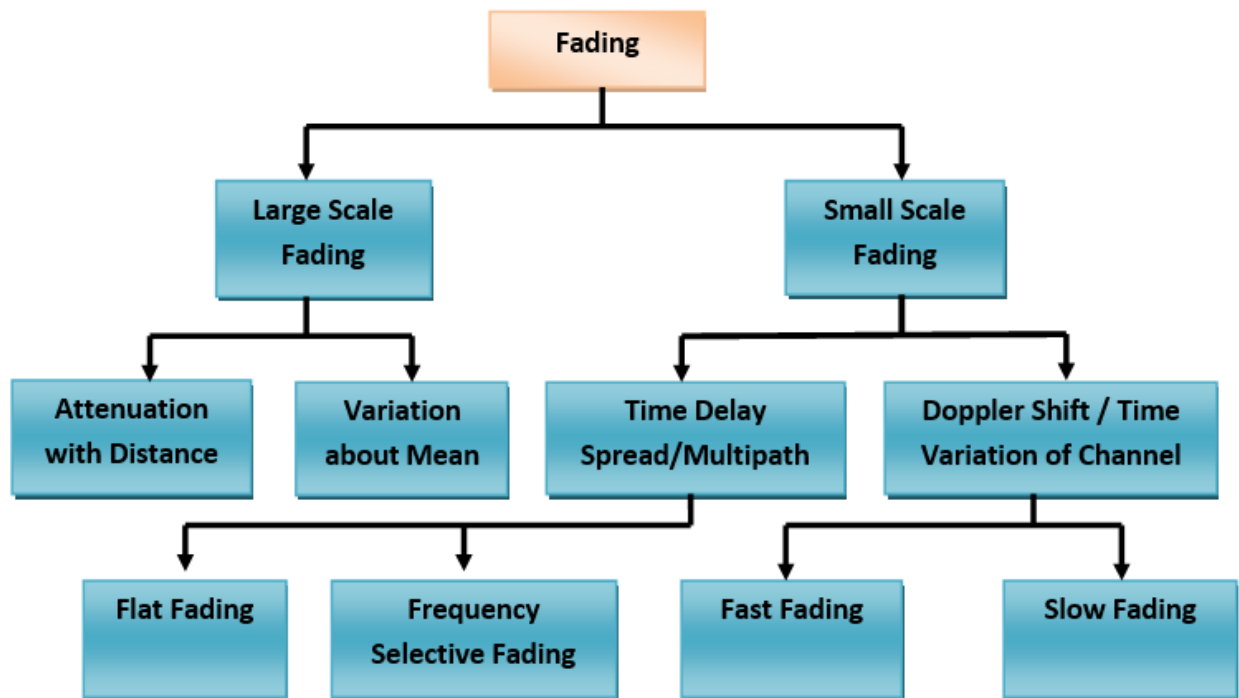 Fading
Large Scale
Fading
Small Scale
Fading
Attenuation
with Distance
Variation
about Mean
Time Delay
Spread/Multipath
Doppler Shift / Time
Variation of Channel
Flat Fading
Frequency
Selective Fading
Fast Fading
Slow Fading